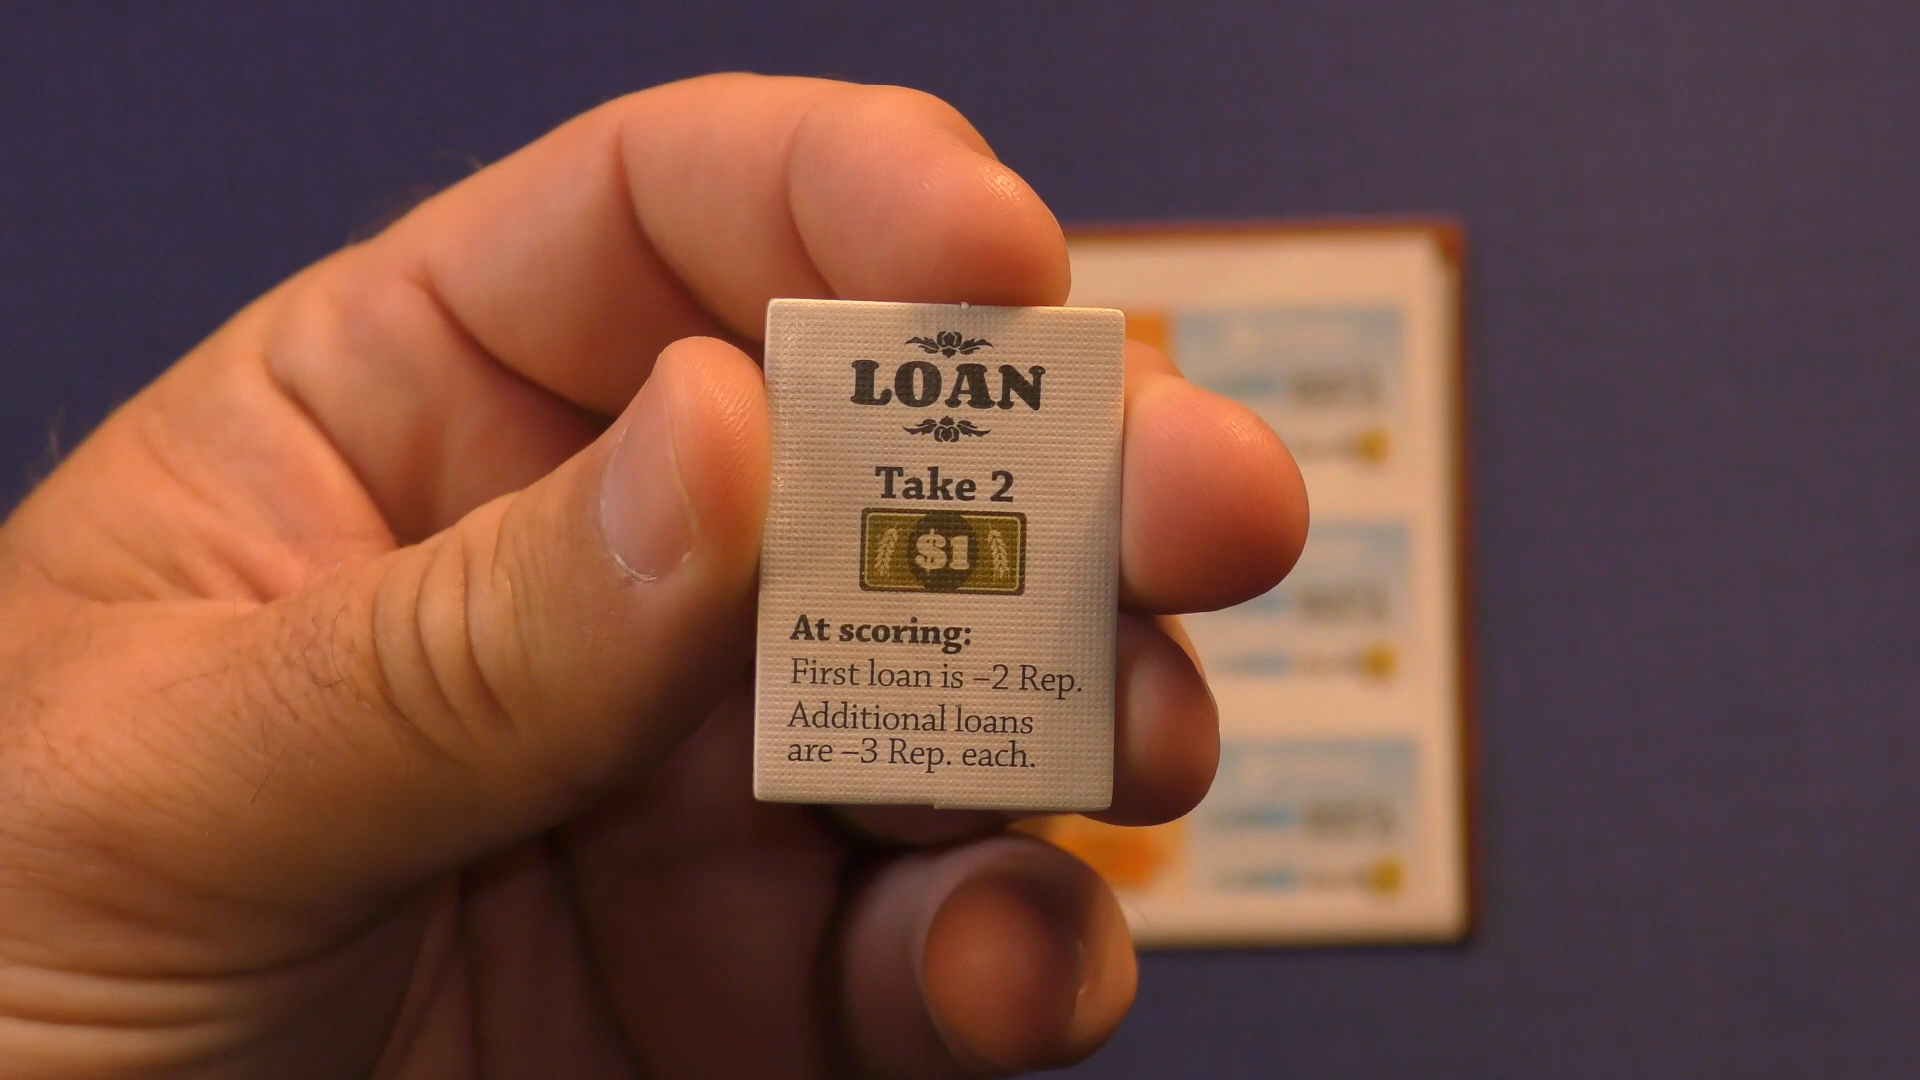 LOAN
Take 2
$1
At scoring:
First loan is –2 Rep.
Additional loans
are –3 Rep. each.